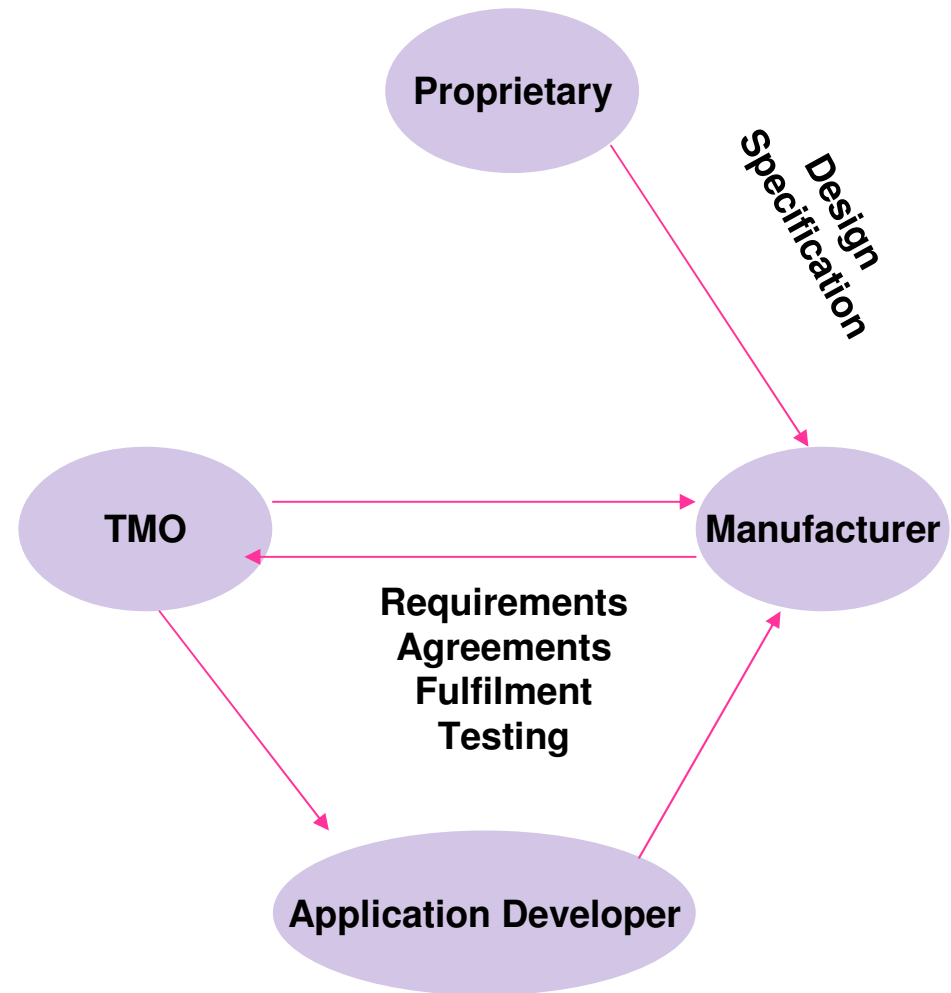 Proprietary
Design
Specification
TMO
Manufacturer
Requirements
Agreements
Fulfilment
Testing
Application Developer